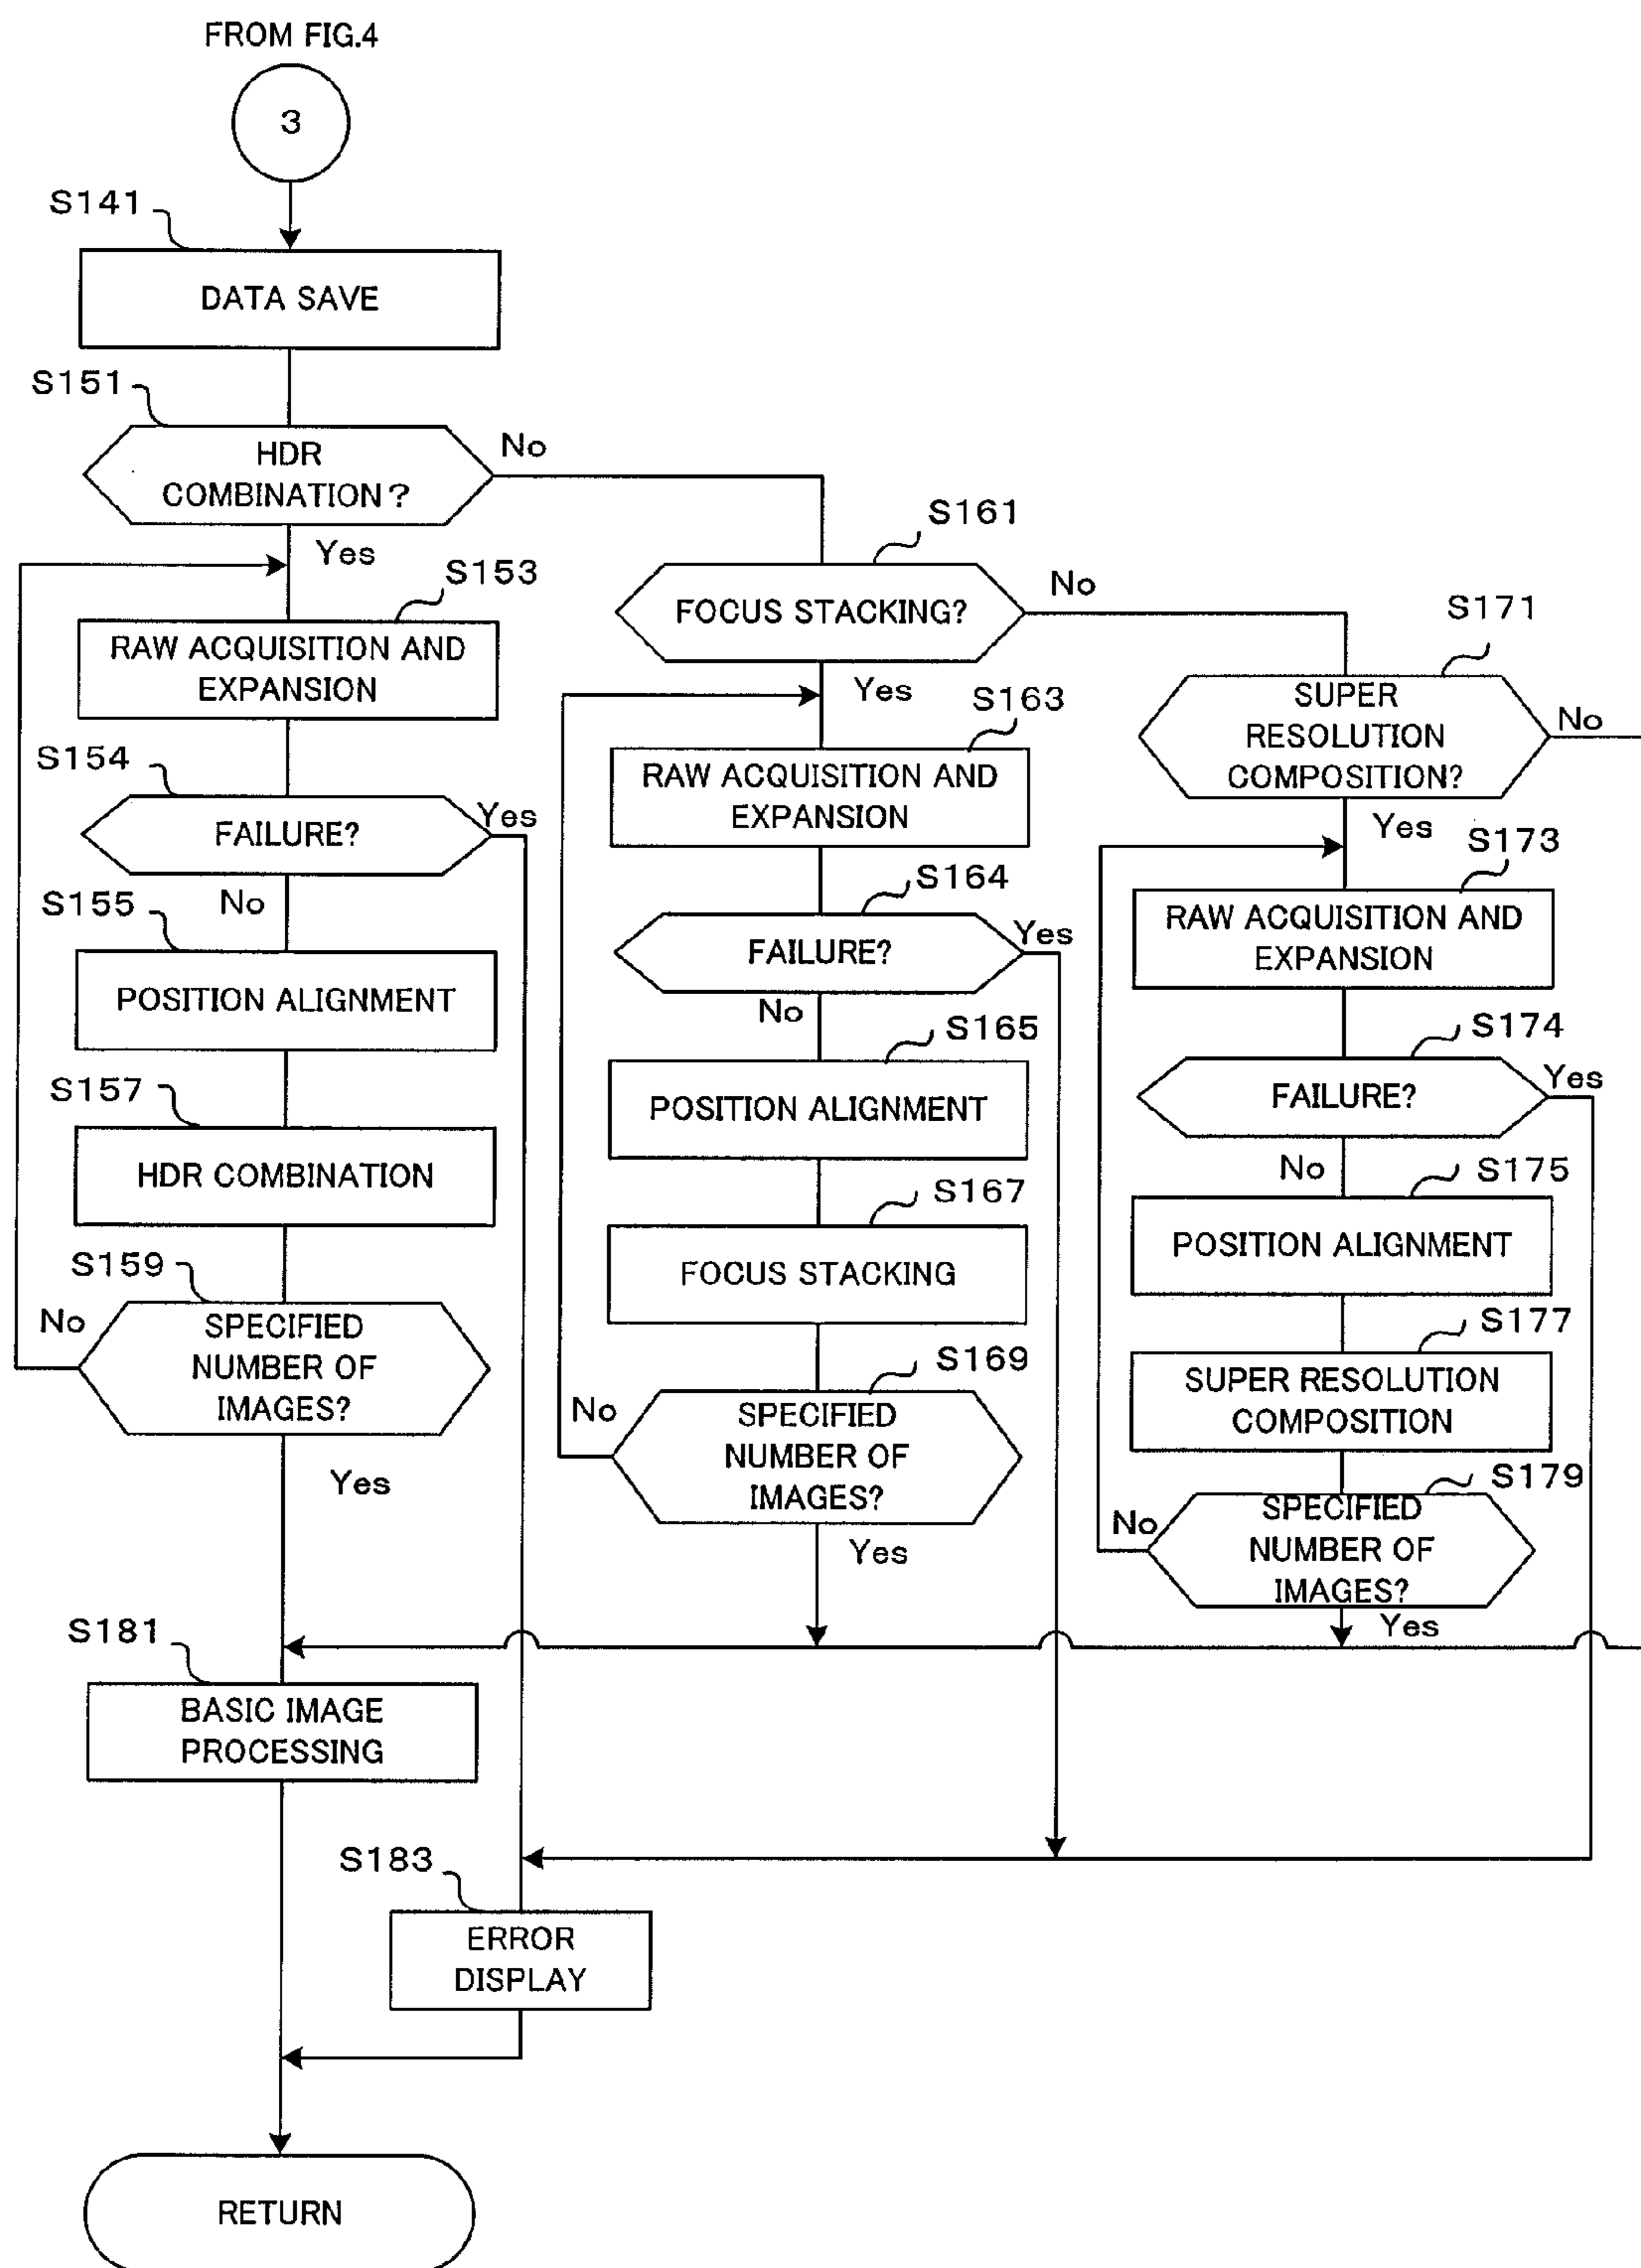 FROM FIG.4
3
S141
DATA SAVE
S151
HDR
COMBINATION?
No
Yes
S153
RAW ACQUISITION AND
EXPANSION
S154
FAILURE?
Yes
No
S155
POSITION ALIGNMENT
S157
HDR COMBINATION
S159
SPECIFIED
NUMBER OF
IMAGES?
No
Yes
S161
FOCUS STACKING?
No
Yes
S163
RAW ACQUISITION AND
EXPANSION
S164
FAILURE?
Yes
No
S165
POSITION ALIGNMENT
S167
FOCUS STACKING
S169
SPECIFIED
NUMBER OF
IMAGES?
No
Yes
S171
SUPER
RESOLUTION
COMPOSITION?
No
Yes
S173
RAW ACQUISITION AND
EXPANSION
S174
FAILURE?
Yes
No
S175
POSITION ALIGNMENT
S177
SUPER RESOLUTION
COMPOSITION
S179
SPECIFIED
NUMBER OF
IMAGES?
No
Yes
S181
BASIC IMAGE
PROCESSING
S183
ERROR
DISPLAY
RETURN